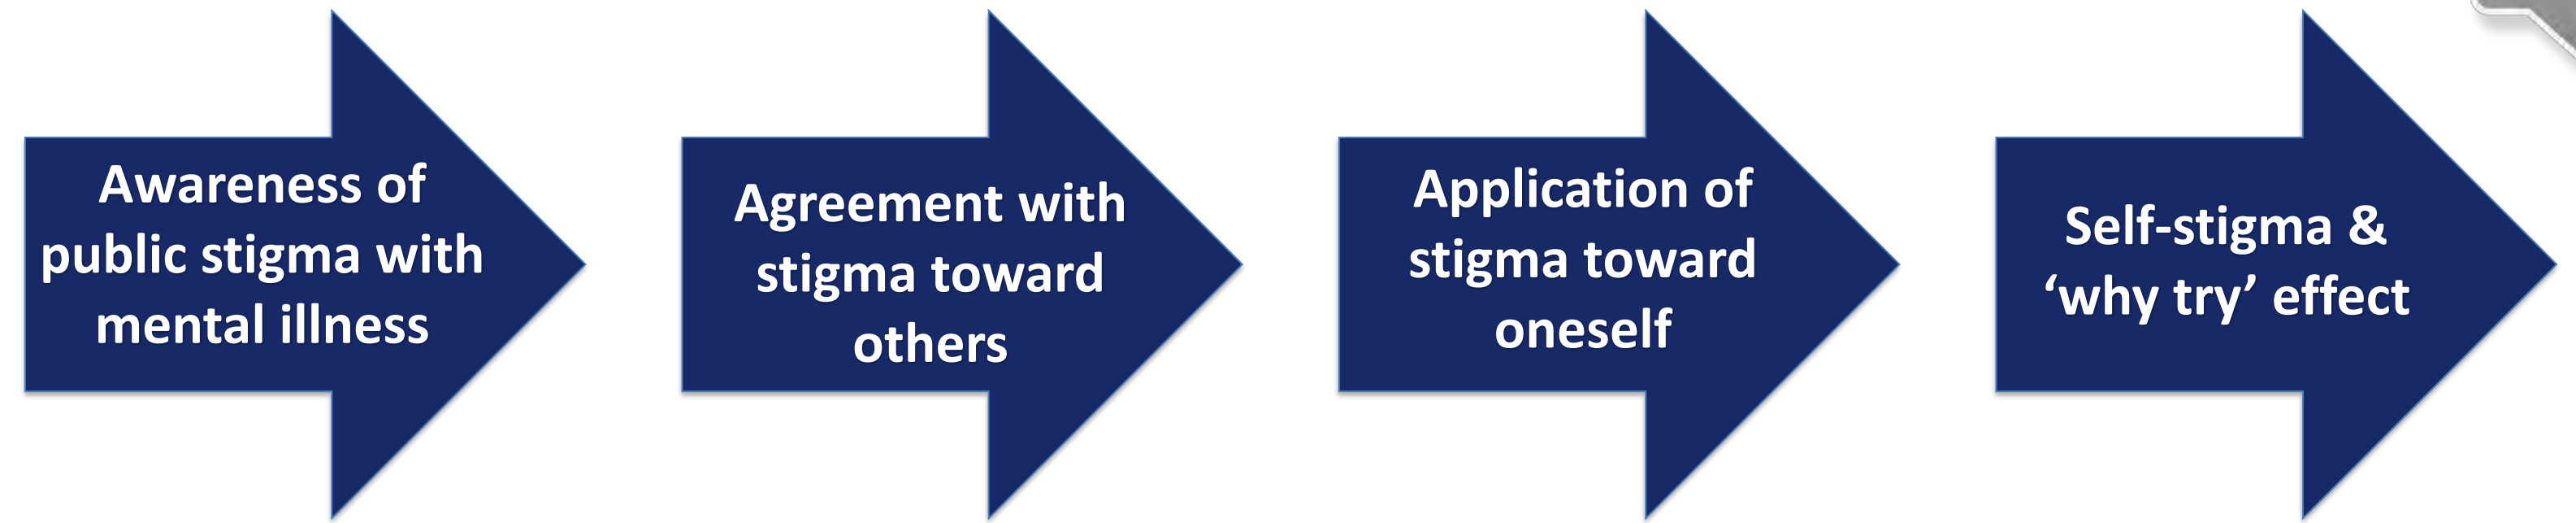 Awareness of
public stigma with
mental illness
Agreement with
stigma toward
others
Application of
stigma toward
oneself
Self-stigma &
‘why try’ effect